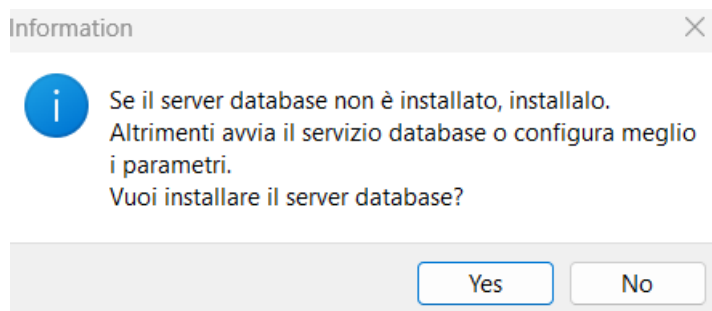 Information
Se il server database non è installato, installalo.
Altrimenti avvia il servizio database o configura meglio
i parametri.
Vuoi installare il server database?
Yes
No